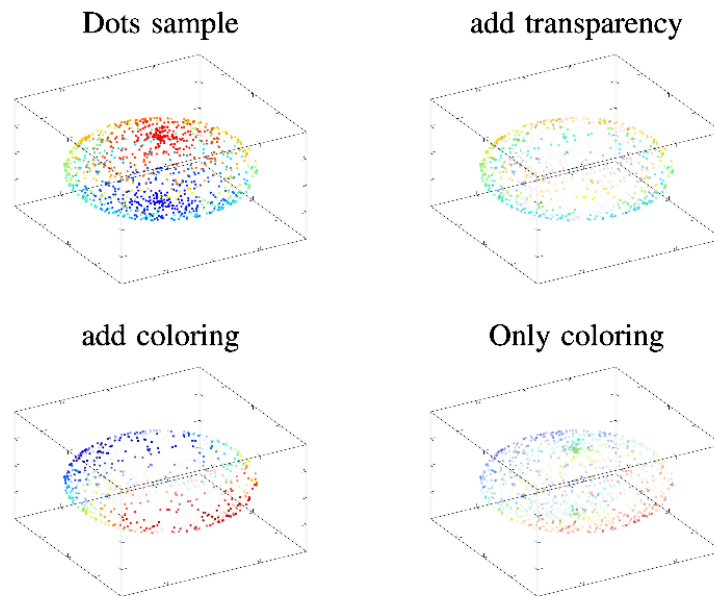 Dots sample
add transparency
add coloring
Only coloring